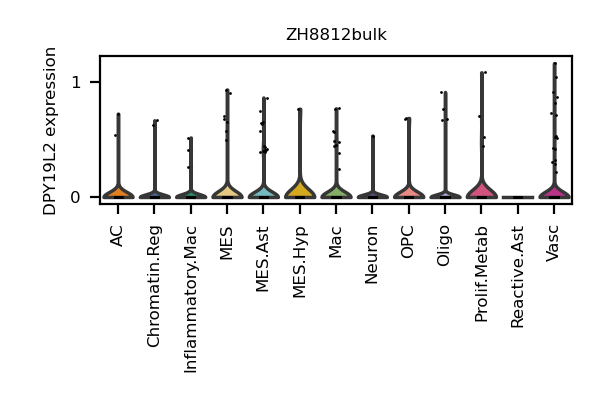 ZH8812bulk
DPY19L2 expression
1
0
AC
Chromatin.Reg
Inflammatory.Mac
MES
MES.Ast
MES.Hyp
Mac
Neuron
OPC
Oligo
Prolif.Metab
Reactive.Ast
Vasc